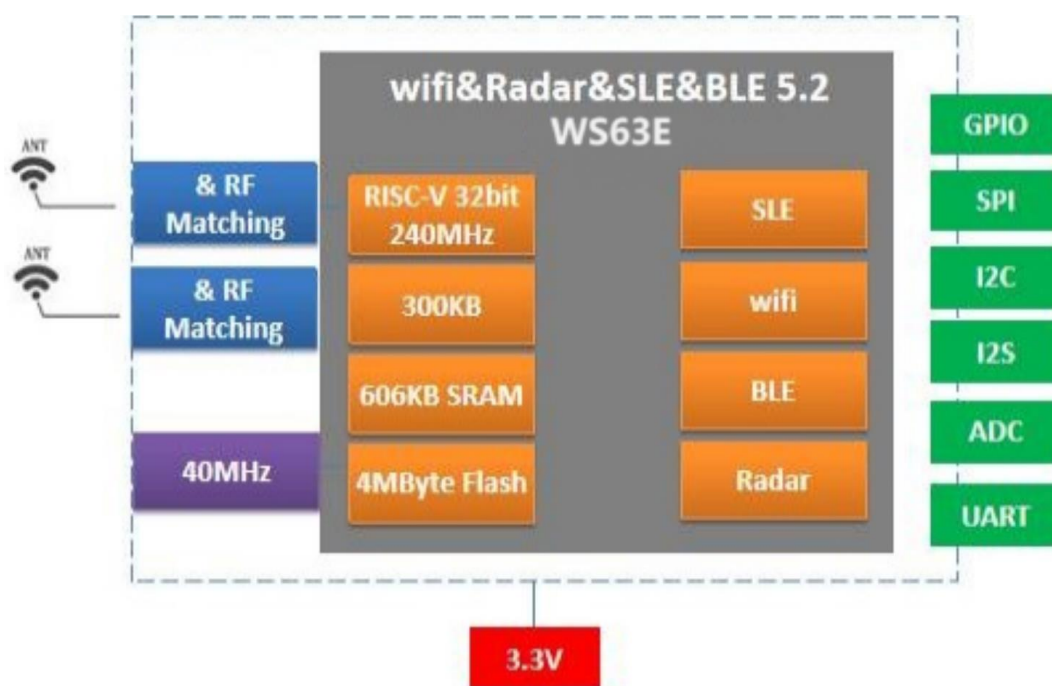 wifi&Radar&SLE&BLE 5.2
WS63E
ANT
& RF
Matching
RISC-V 32bit
240MHz
SLE
GPIO
SPI
ANT
& RF
Matching
300KB
wifi
I2C
I2S
606KB SRAM
BLE
ADC
40MHz
4MByte Flash
Radar
UART
3.3V